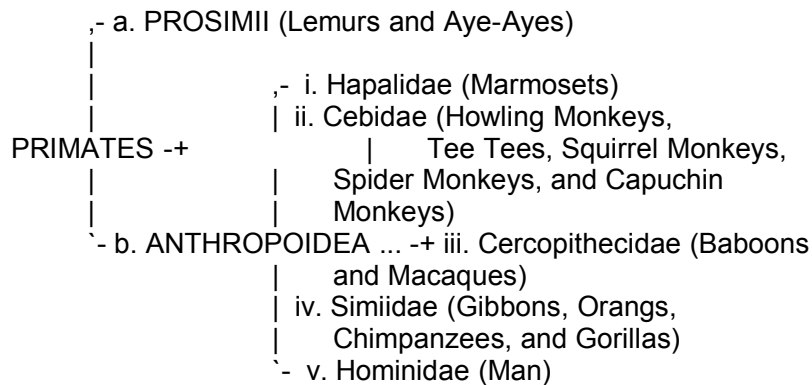 ,- a. PROSIMII (Lemurs and Aye-Ayes)
|
| ,- i. Hapalidae (Marmosets)
| | ii. Cebidae (Howling Monkeys,
PRIMATES -+ | Tee Tees, Squirrel Monkeys,
| | Spider Monkeys, and Capuchin
| | Monkeys)
`- b. ANTHROPOIDEA ... -+ iii. Cercopithecidae (Baboons
| and Macaques)
| iv. Simiidae (Gibbons, Orangs,
| Chimpanzees, and Gorillas)
`- v. Hominidae (Man)